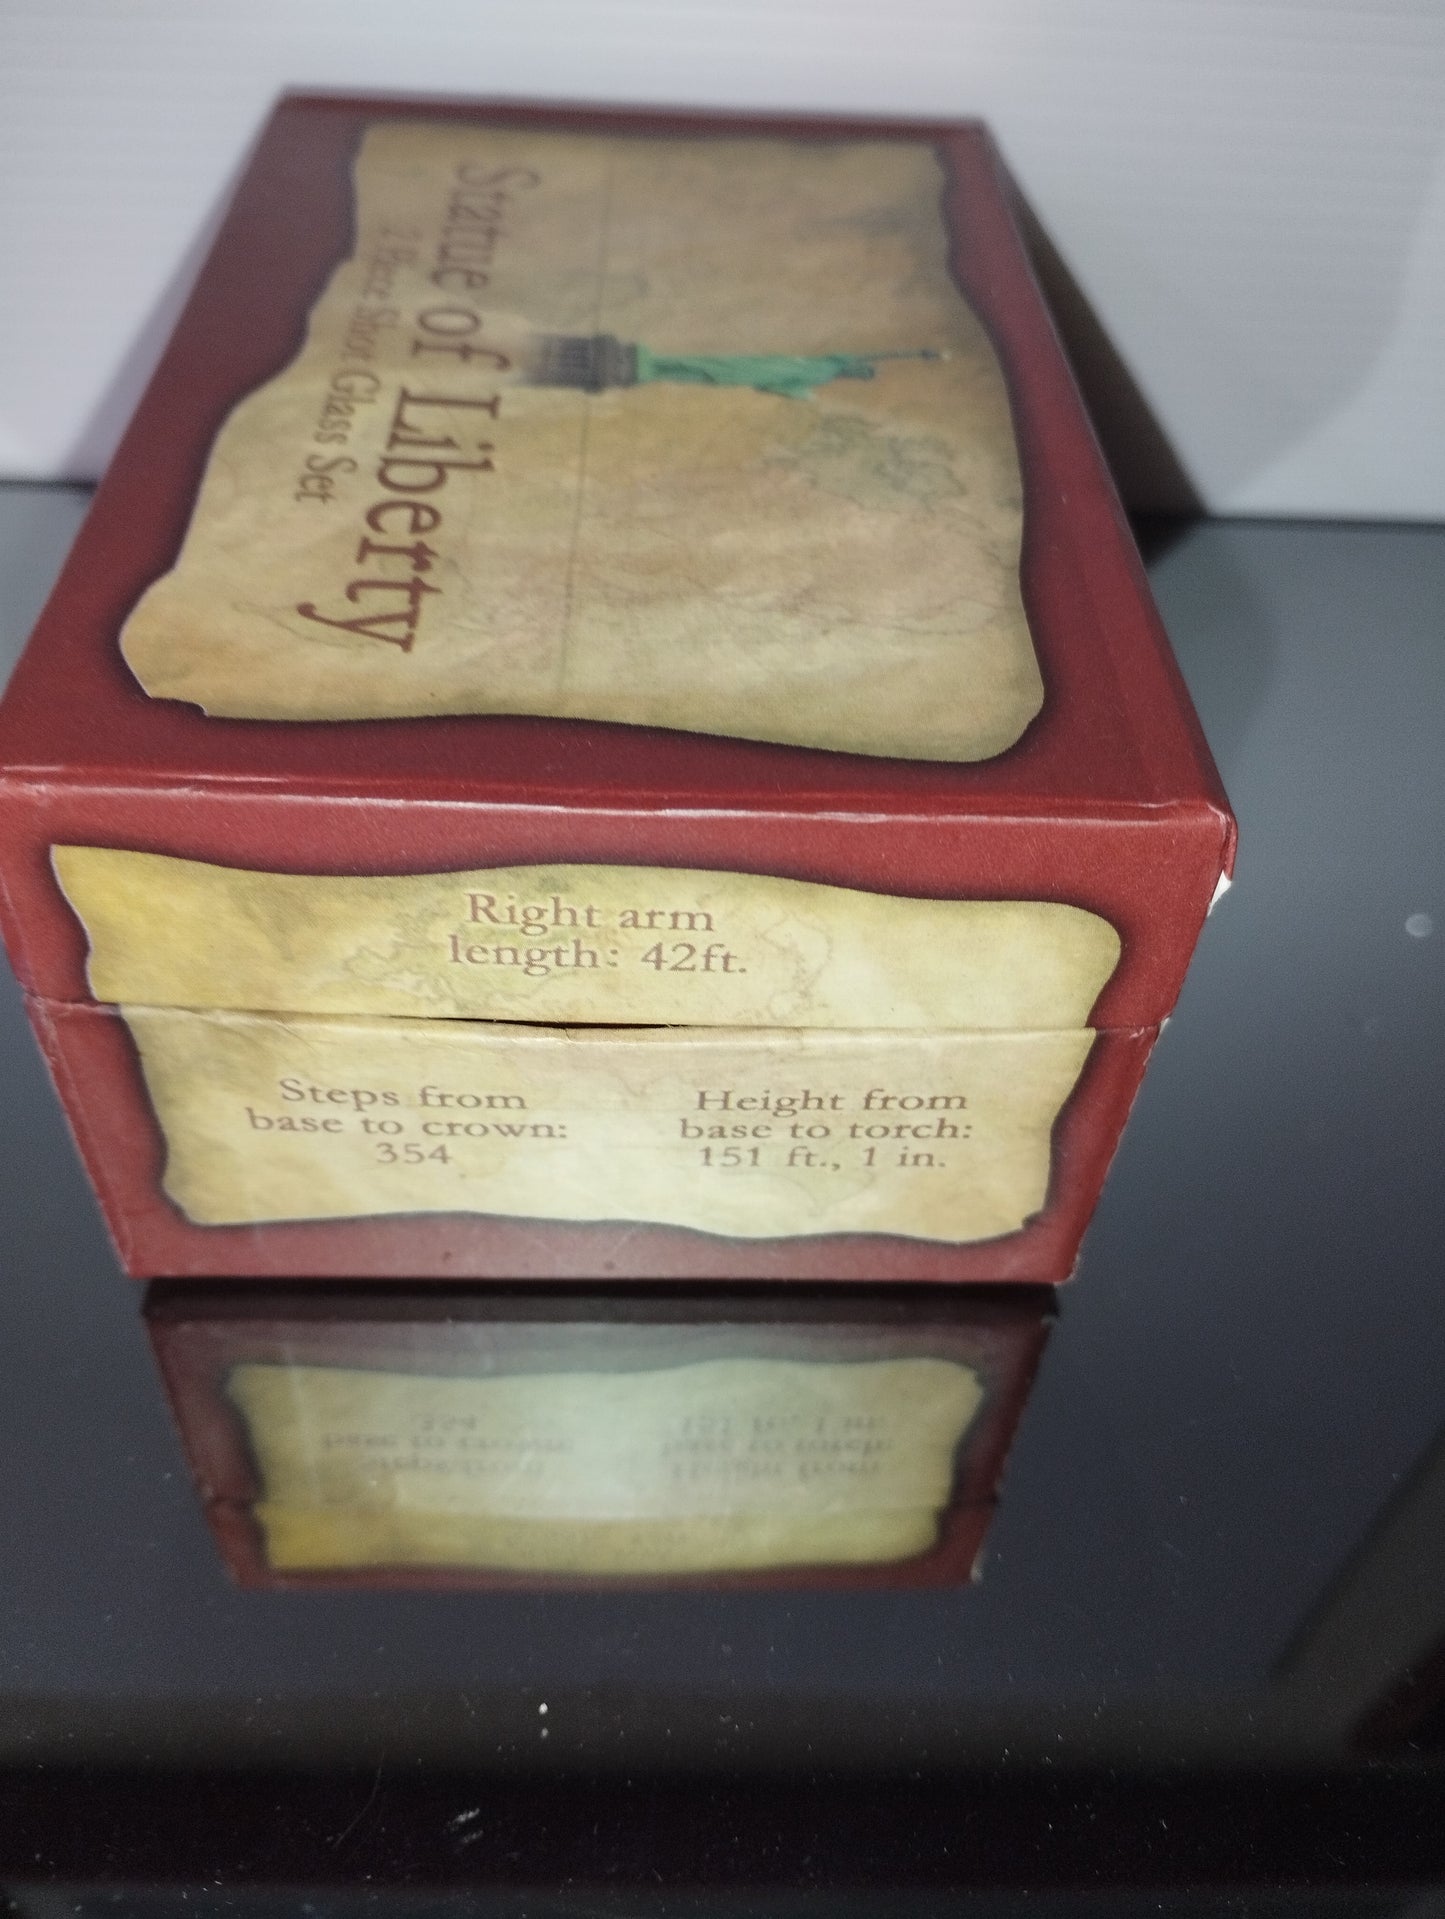 Statue of Liberty
2 Piece Shot Glass Set
Right arm
length: 42ft.
Steps from
base to crown:
354
Height from
base to torch:
151 ft., 1 in.